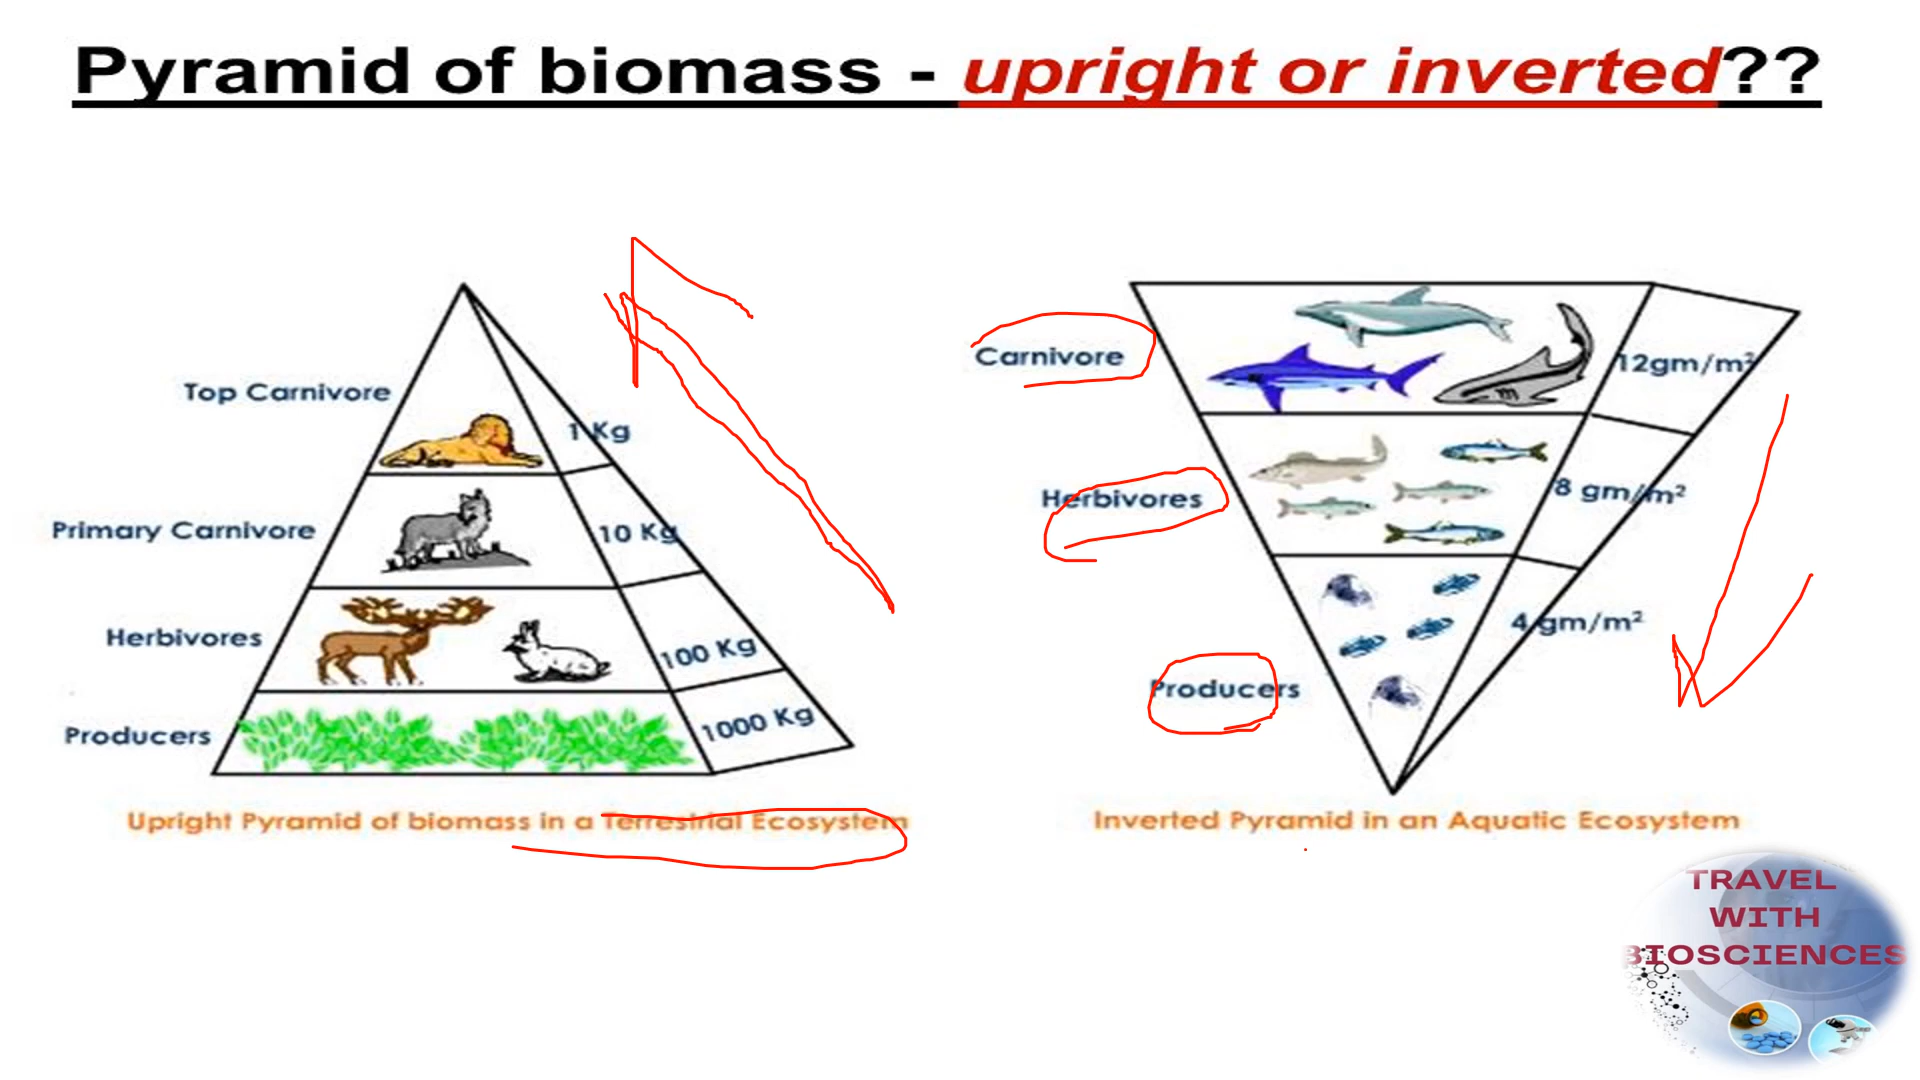 Pyramid of biomass - upright or inverted??
Top Carnivore
1 Kg
Primary Carnivore
10 Kg
Herbivores
100 Kg
Producers
1000 Kg
Upright Pyramid of biomass in a Terrestrial Ecosystem
Carnivore
12gm/m²
Herbivores
8 gm/m²
4 gm/m²
Producers
Inverted Pyramid in an Aquatic Ecosystem
TRAVEL
WITH
BIOSCIENCES